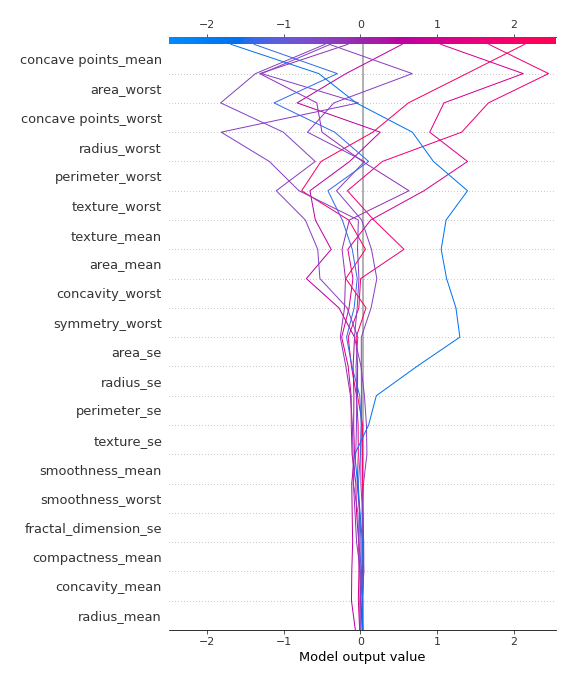 −2 −1 0 1 2
concave points_mean
area_worst
concave points_worst
radius_worst
perimeter_worst
texture_worst
texture_mean
area_mean
concavity_worst
symmetry_worst
area_se
radius_se
perimeter_se
texture_se
smoothness_mean
smoothness_worst
fractal_dimension_se
compactness_mean
concavity_mean
radius_mean
−2 −1 0 1 2
Model output value